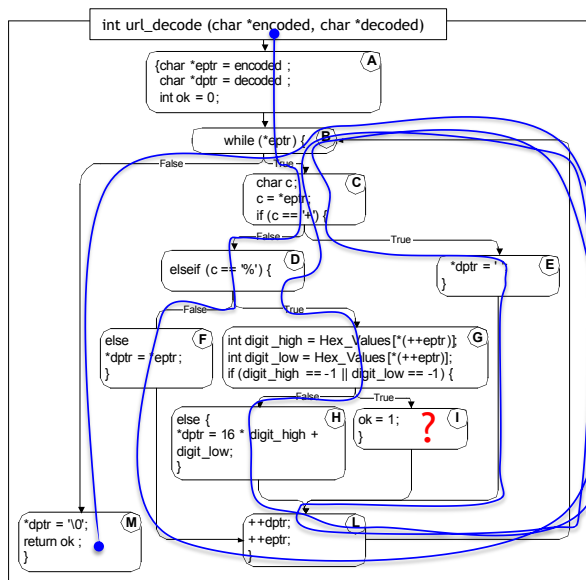 int url_decode (char *encoded, char *decoded)
A
{char *eptr = encoded ;
char *dptr = decoded ;
int ok = 0;
while (*eptr) {
B
False
True
C
char c;
c = *eptr;
if (c == '+') {
False
True
D
elseif (c == '%') {
E
*dptr = ' '
}
False
True
F
else
*dptr = *eptr;
}
G
int digit_high = Hex_Values[*(++eptr)];
int digit_low = Hex_Values[*(++eptr)];
if (digit_high == -1 || digit_low == -1) {
False
True
H
else {
*dptr = 16 * digit_high +
digit_low;
}
I
ok = 1;
}
?
M
*dptr = '\0';
return ok ;
}
L
++dptr;
++eptr;
}